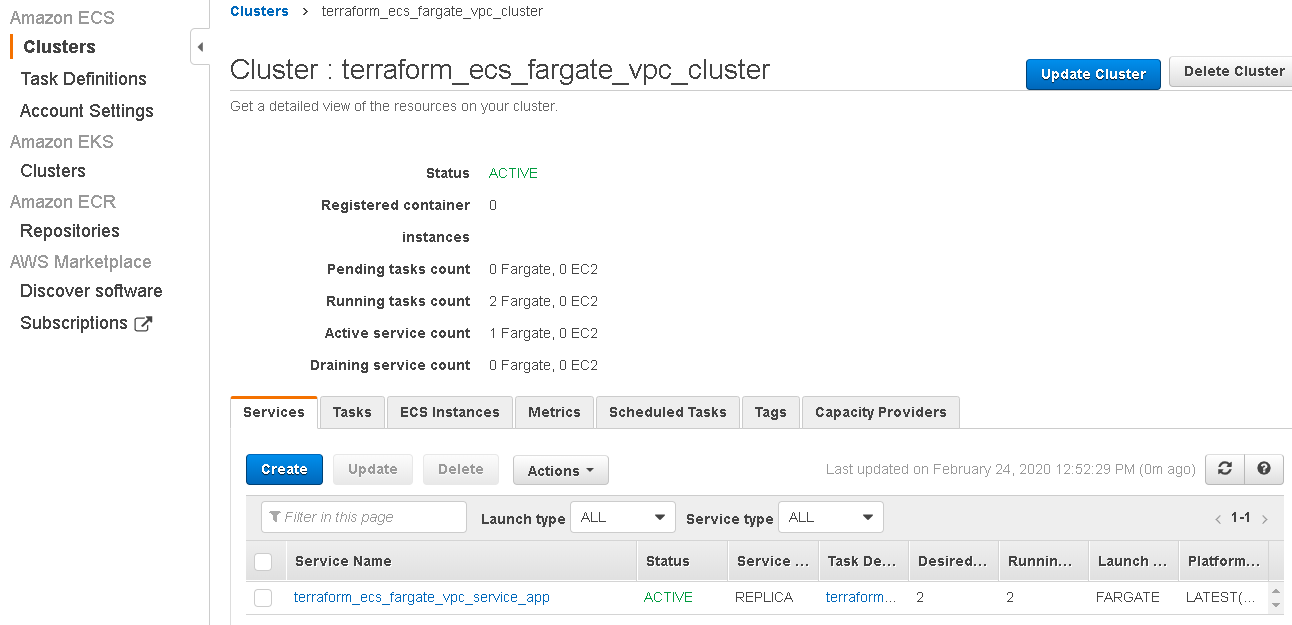 Amazon ECS
Clusters
Task Definitions
Account Settings
Amazon EKS
Clusters
Amazon ECR
Repositories
AWS Marketplace
Discover software
Subscriptions
Clusters > terraform_ecs_fargate_vpc_cluster
Cluster : terraform_ecs_fargate_vpc_cluster
Update Cluster Delete Cluster
Get a detailed view of the resources on your cluster.
Status ACTIVE
Registered container 0
instances
Pending tasks count 0 Fargate, 0 EC2
Running tasks count 2 Fargate, 0 EC2
Active service count 1 Fargate, 0 EC2
Draining service count 0 Fargate, 0 EC2
Services Tasks ECS Instances Metrics Scheduled Tasks Tags Capacity Providers
Create Update Delete Actions Last updated on February 24, 2020 12:52:29 PM (0m ago)
Filter in this page Launch type ALL Service type ALL < 1-1 >
Service Name Status Service ... Task De... Desired... Runnin... Launch ... Platform...
terraform_ecs_fargate_vpc_service_app ACTIVE REPLICA terraform... 2 2 FARGATE LATEST(...